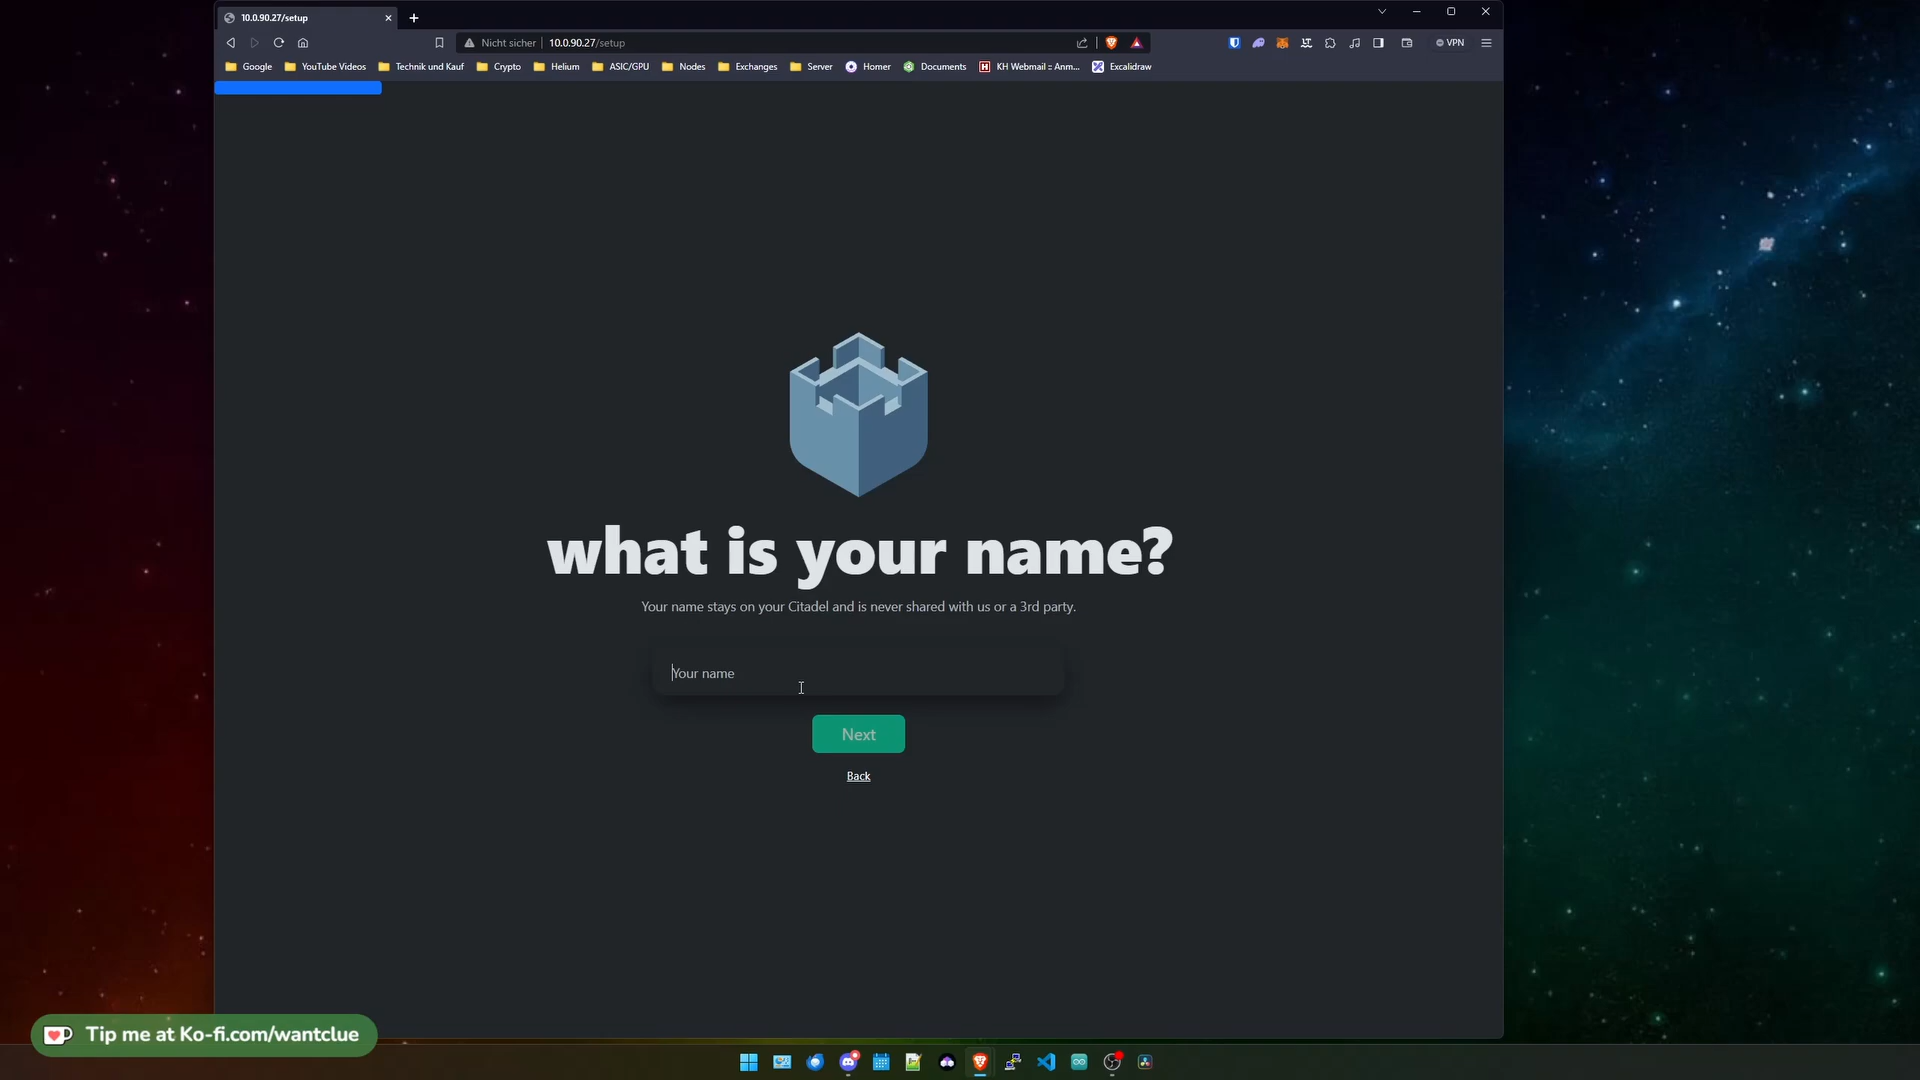 10.0.90.27/setup
Nicht sicher
10.0.90.27/setup
VPN
Google
YouTube Videos
Technik und Kauf
Crypto
Helium
ASIC/GPU
Nodes
Exchanges
Server
Homer
Documents
KH Webmail :: Anm...
Excalidraw
what is your name?
Your name stays on your Citadel and is never shared with us or a 3rd party.
Your name
Next
Back
Tip me at Ko-fi.com/wantclue